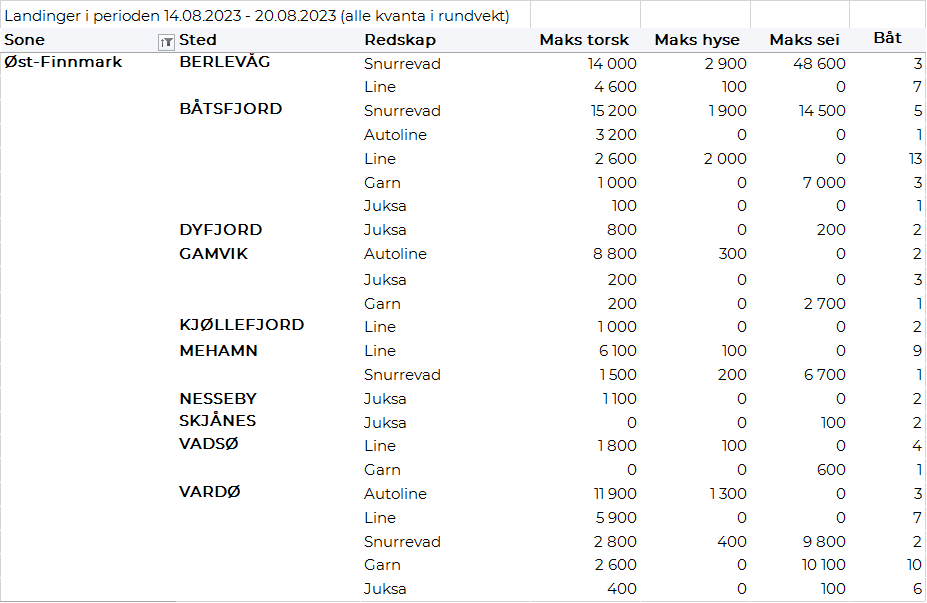 Landinger i perioden 14.08.2023 - 20.08.2023 (alle kvanta i rundvekt)
Sone Sted Redskap Maks torsk Maks hyse Maks sei Båt
Øst-Finnmark BERLEVÅG Snurrevad 14 000 2 900 48 600 3
Line 4 600 100 0 7
BÅTSFJORD Snurrevad 15 200 1 900 14 500 5
Autoline 3 200 0 0 1
Line 2 600 2 000 0 13
Garn 1 000 0 7 000 3
Juksa 100 0 0 1
DYFJORD Juksa 800 0 200 2
GAMVIK Autoline 8 800 300 0 2
Juksa 200 0 0 3
Garn 200 0 2 700 1
KJØLLEFJORD Line 1 000 0 0 2
MEHAMN Line 6 100 100 0 9
Snurrevad 1 500 200 6 700 1
NESSEBY Juksa 1 100 0 0 2
SKJÅNES Juksa 0 0 100 2
VADSØ Line 1 800 100 0 4
Garn 0 0 600 1
VARDØ Autoline 11 900 1 300 0 3
Line 5 900 0 0 7
Snurrevad 2 800 400 9 800 2
Garn 2 600 0 10 100 10
Juksa 400 0 100 6